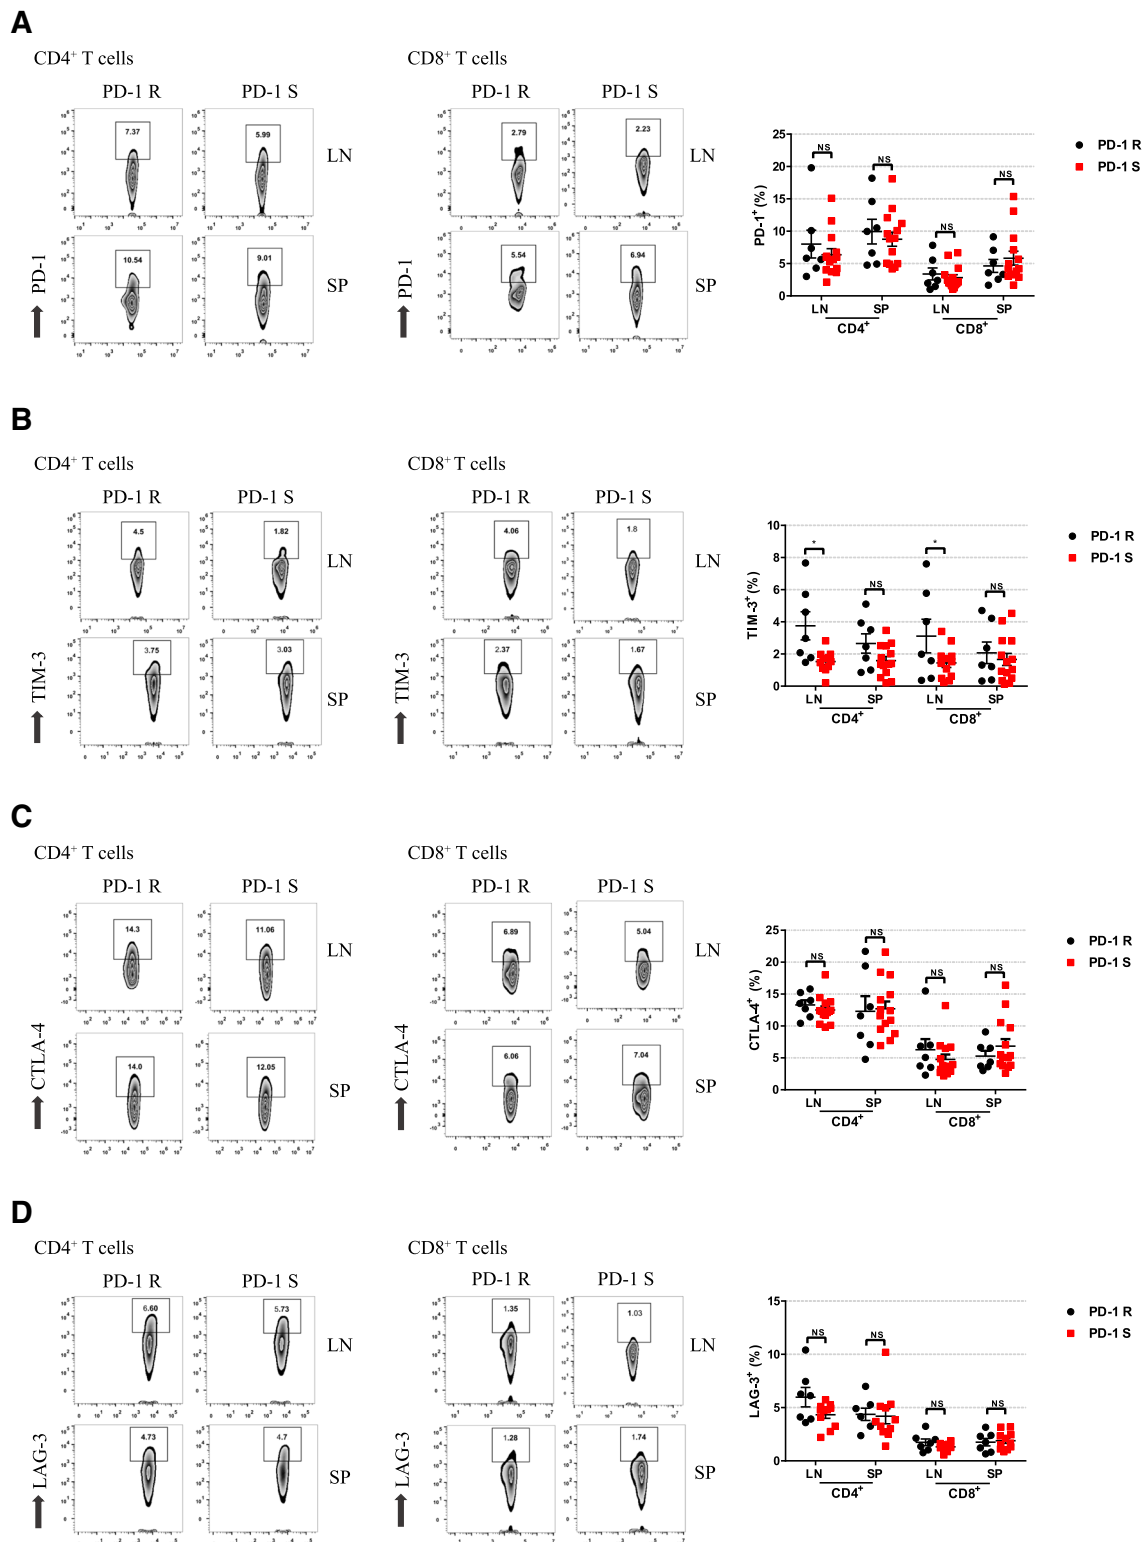 A
CD4+ T cells
CD8+ T cells
PD-1 R
PD-1 S
PD-1 R
PD-1 S
7.37
5.99
LN
2.79
2.23
LN
10.54
9.01
SP
5.54
6.94
SP
PD-1
PD-1
PD-1+ (%)
25
20
15
10
5
0
NS
NS
NS
NS
LN
SP
LN
SP
CD4+
CD8+
PD-1 R
PD-1 S
B
CD4+ T cells
CD8+ T cells
PD-1 R
PD-1 S
PD-1 R
PD-1 S
4.5
1.82
LN
4.06
1.8
LN
3.75
3.03
SP
2.37
1.67
SP
TIM-3
TIM-3
TIM-3+ (%)
10
8
6
4
2
0
*
NS
*
NS
LN
SP
LN
SP
CD4+
CD8+
PD-1 R
PD-1 S
C
CD4+ T cells
CD8+ T cells
PD-1 R
PD-1 S
PD-1 R
PD-1 S
14.3
11.06
LN
6.89
5.04
LN
14.0
12.05
SP
6.06
7.04
SP
CTLA-4
CTLA-4
CTLA-4+ (%)
25
20
15
10
5
0
NS
NS
NS
NS
LN
SP
LN
SP
CD4+
CD8+
PD-1 R
PD-1 S
D
CD4+ T cells
CD8+ T cells
PD-1 R
PD-1 S
PD-1 R
PD-1 S
6.60
5.73
LN
1.35
1.03
LN
4.73
4.7
SP
1.28
1.74
SP
LAG-3
LAG-3
LAG-3+ (%)
15
10
5
0
NS
NS
NS
NS
LN
SP
LN
SP
CD4+
CD8+
PD-1 R
PD-1 S